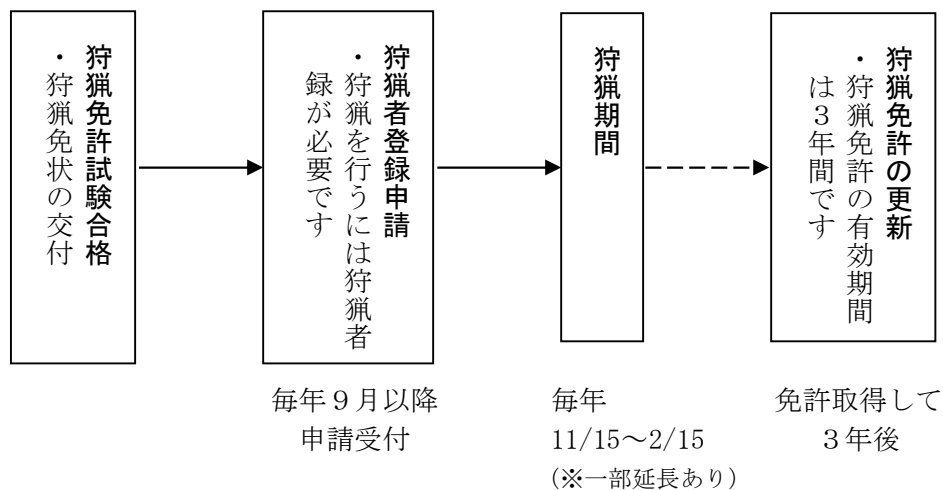 狩猟免許試験合格
・狩猟免状の交付
狩猟者登録申請
・狩猟を行うには狩猟者
録が必要です
狩猟期間
狩猟免許の更新
・狩猟免許の有効期間
は３年間です
毎年９月以降
申請受付
毎年
11/15～2/15
（※一部延長あり）
免許取得して
３年後